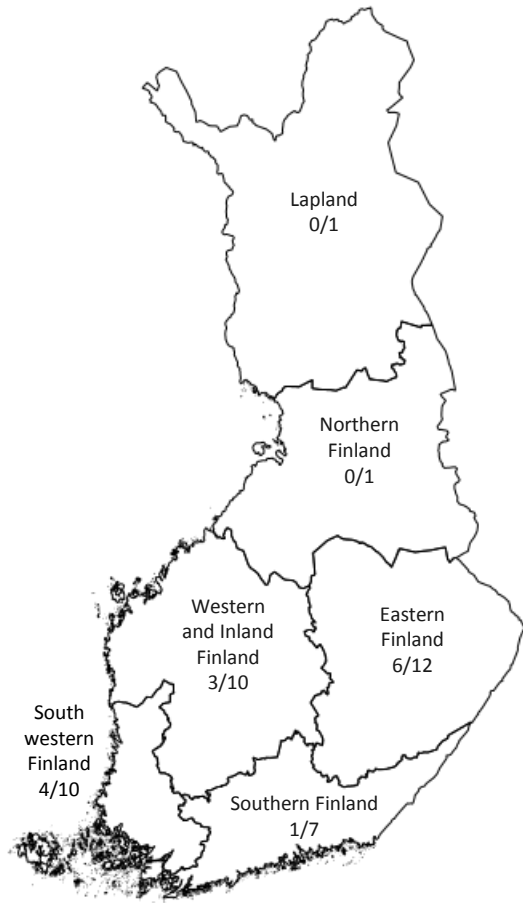 Lapland
0/1
Northern
Finland
0/1
Western
and Inland
Finland
3/10
Eastern
Finland
6/12
South
western
Finland
4/10
Southern Finland
1/7